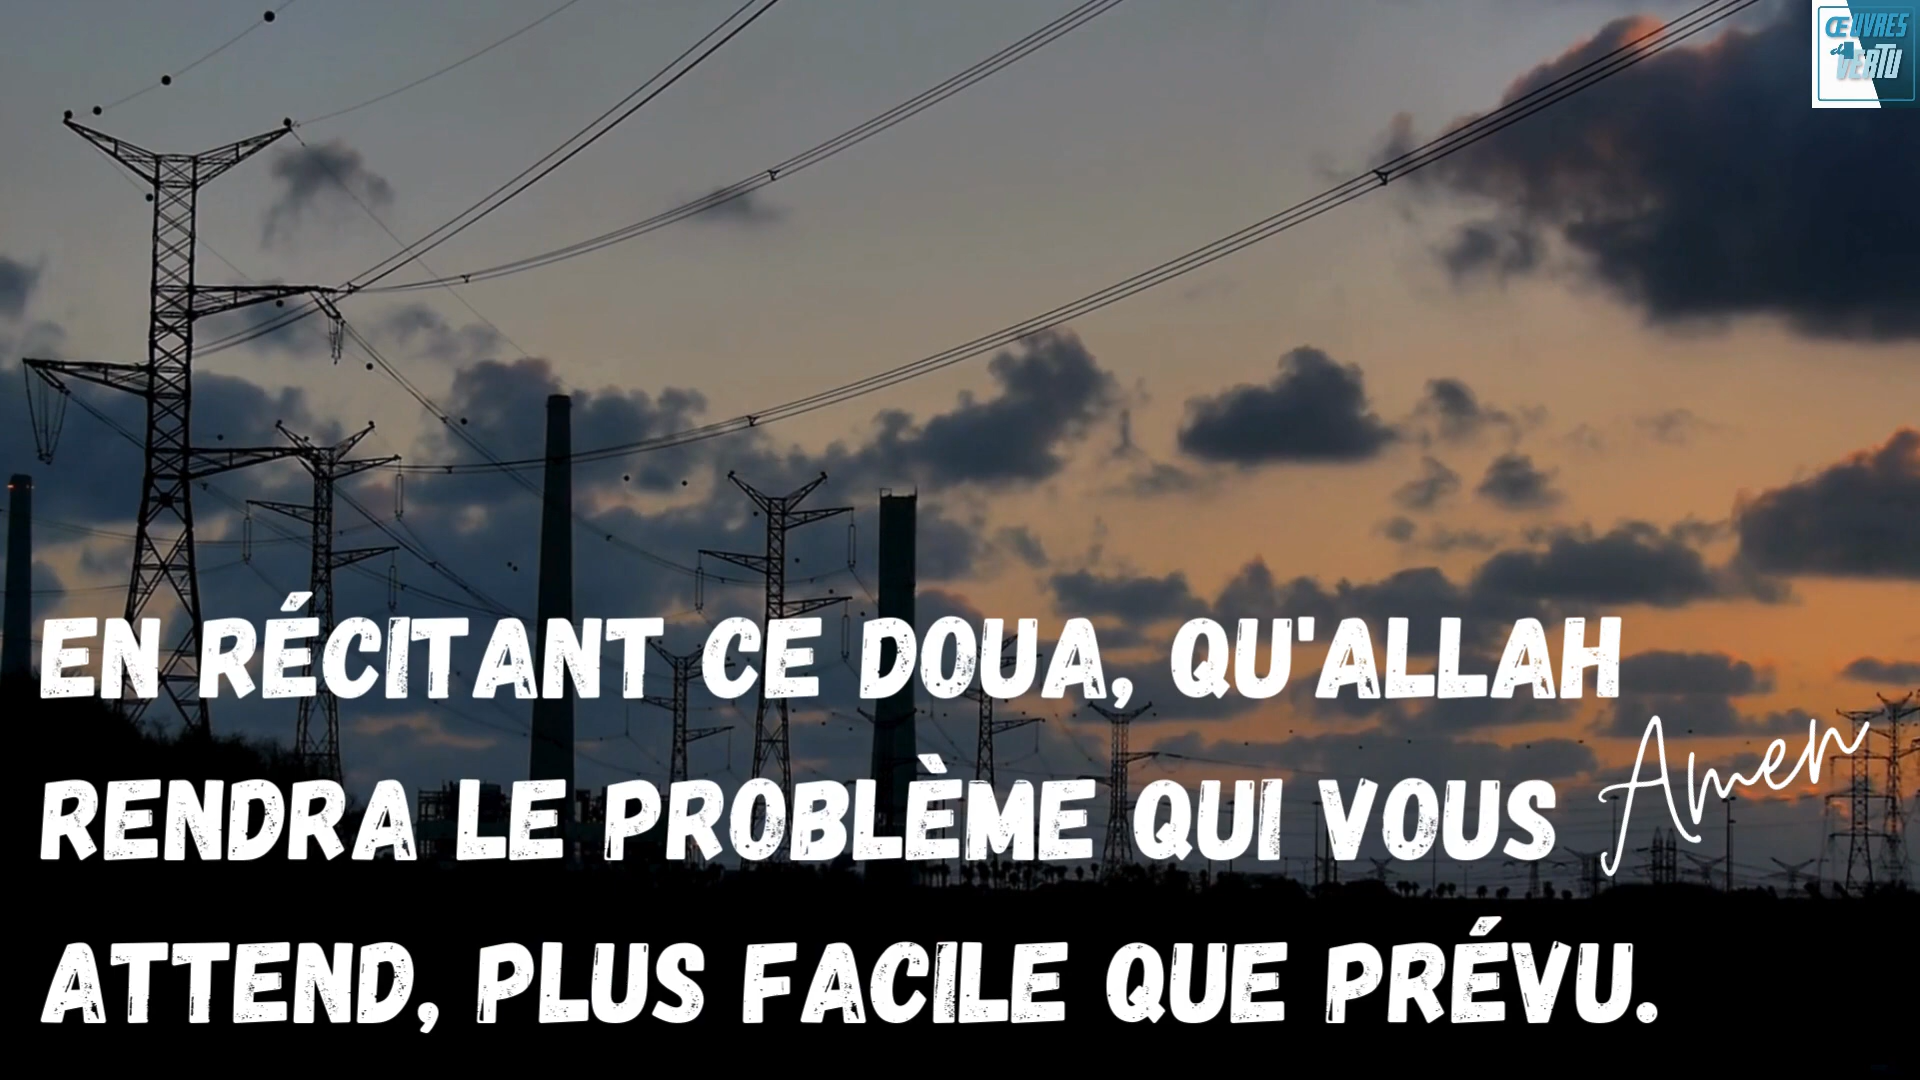 ŒUVRES
de
VERTU
EN RÉCITANT CE DOUA, QU'ALLAH
RENDRA LE PROBLÈME QUI VOUS
Amen
ATTEND, PLUS FACILE QUE PRÉVU.